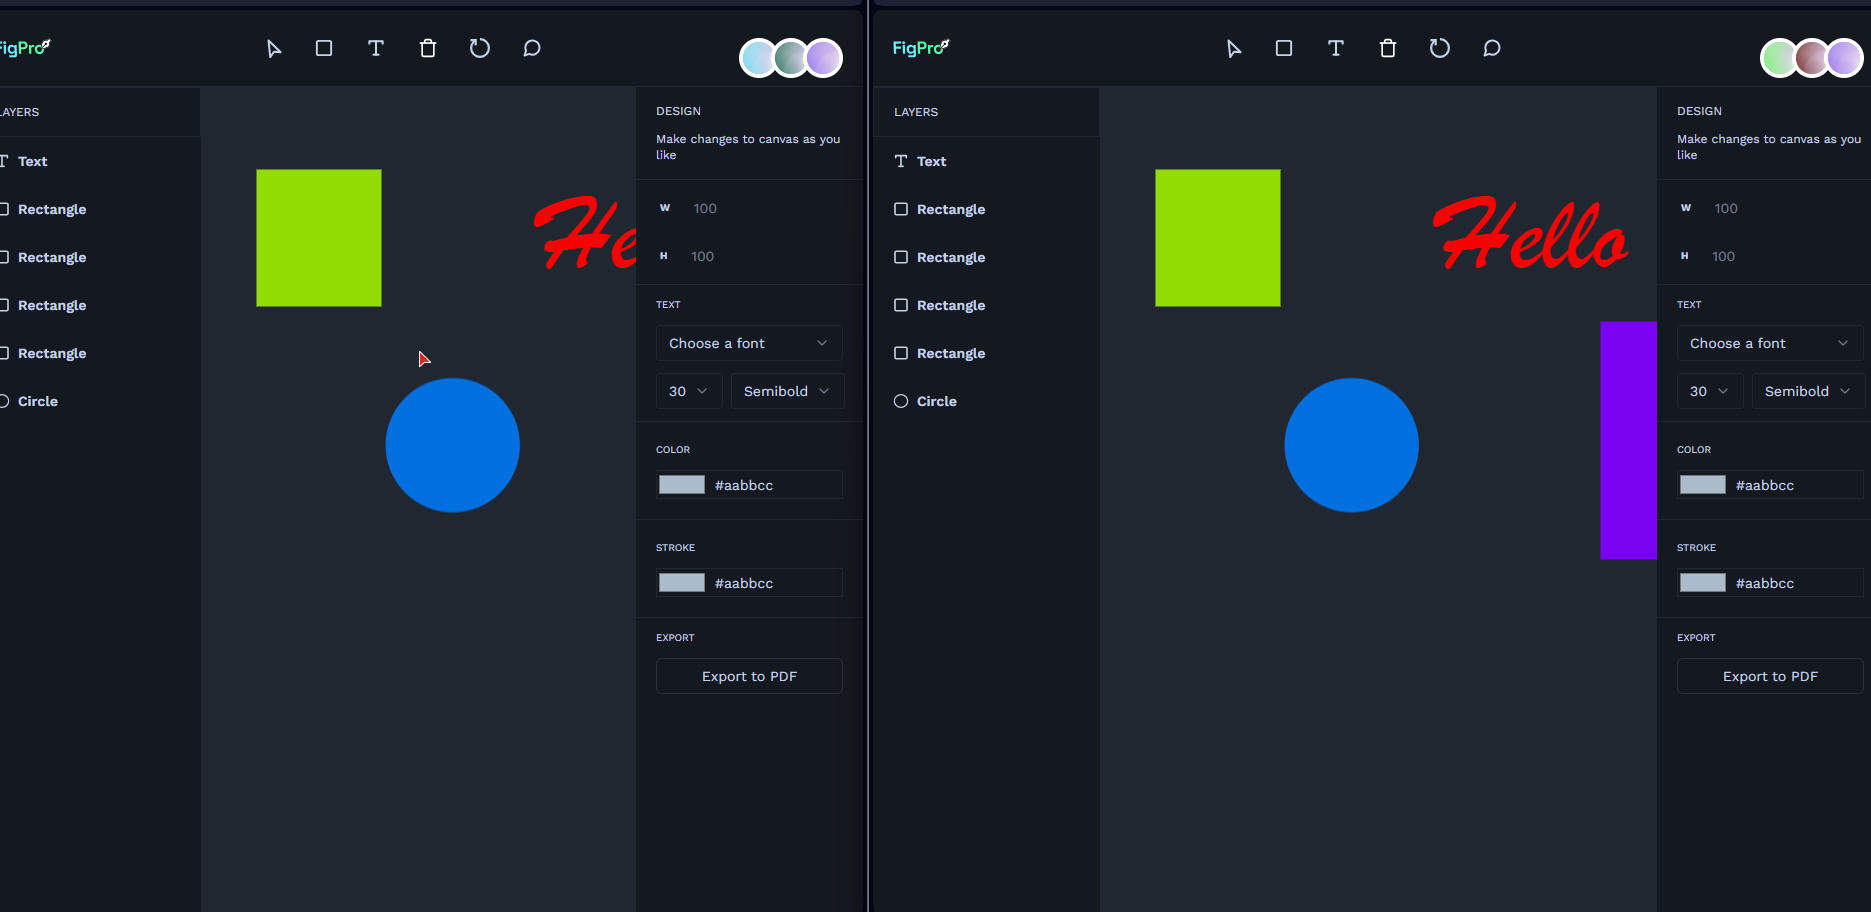 FigPro
LAYERS
Text
Rectangle
Rectangle
Rectangle
Rectangle
Circle
He
DESIGN
Make changes to canvas as you
like
W 100
H 100
TEXT
Choose a font
30 Semibold
COLOR
#aabbcc
STROKE
#aabbcc
EXPORT
Export to PDF
FigPro
LAYERS
Text
Rectangle
Rectangle
Rectangle
Rectangle
Circle
Hello
DESIGN
Make changes to canvas as you
like
W 100
H 100
TEXT
Choose a font
30 Semibold
COLOR
#aabbcc
STROKE
#aabbcc
EXPORT
Export to PDF